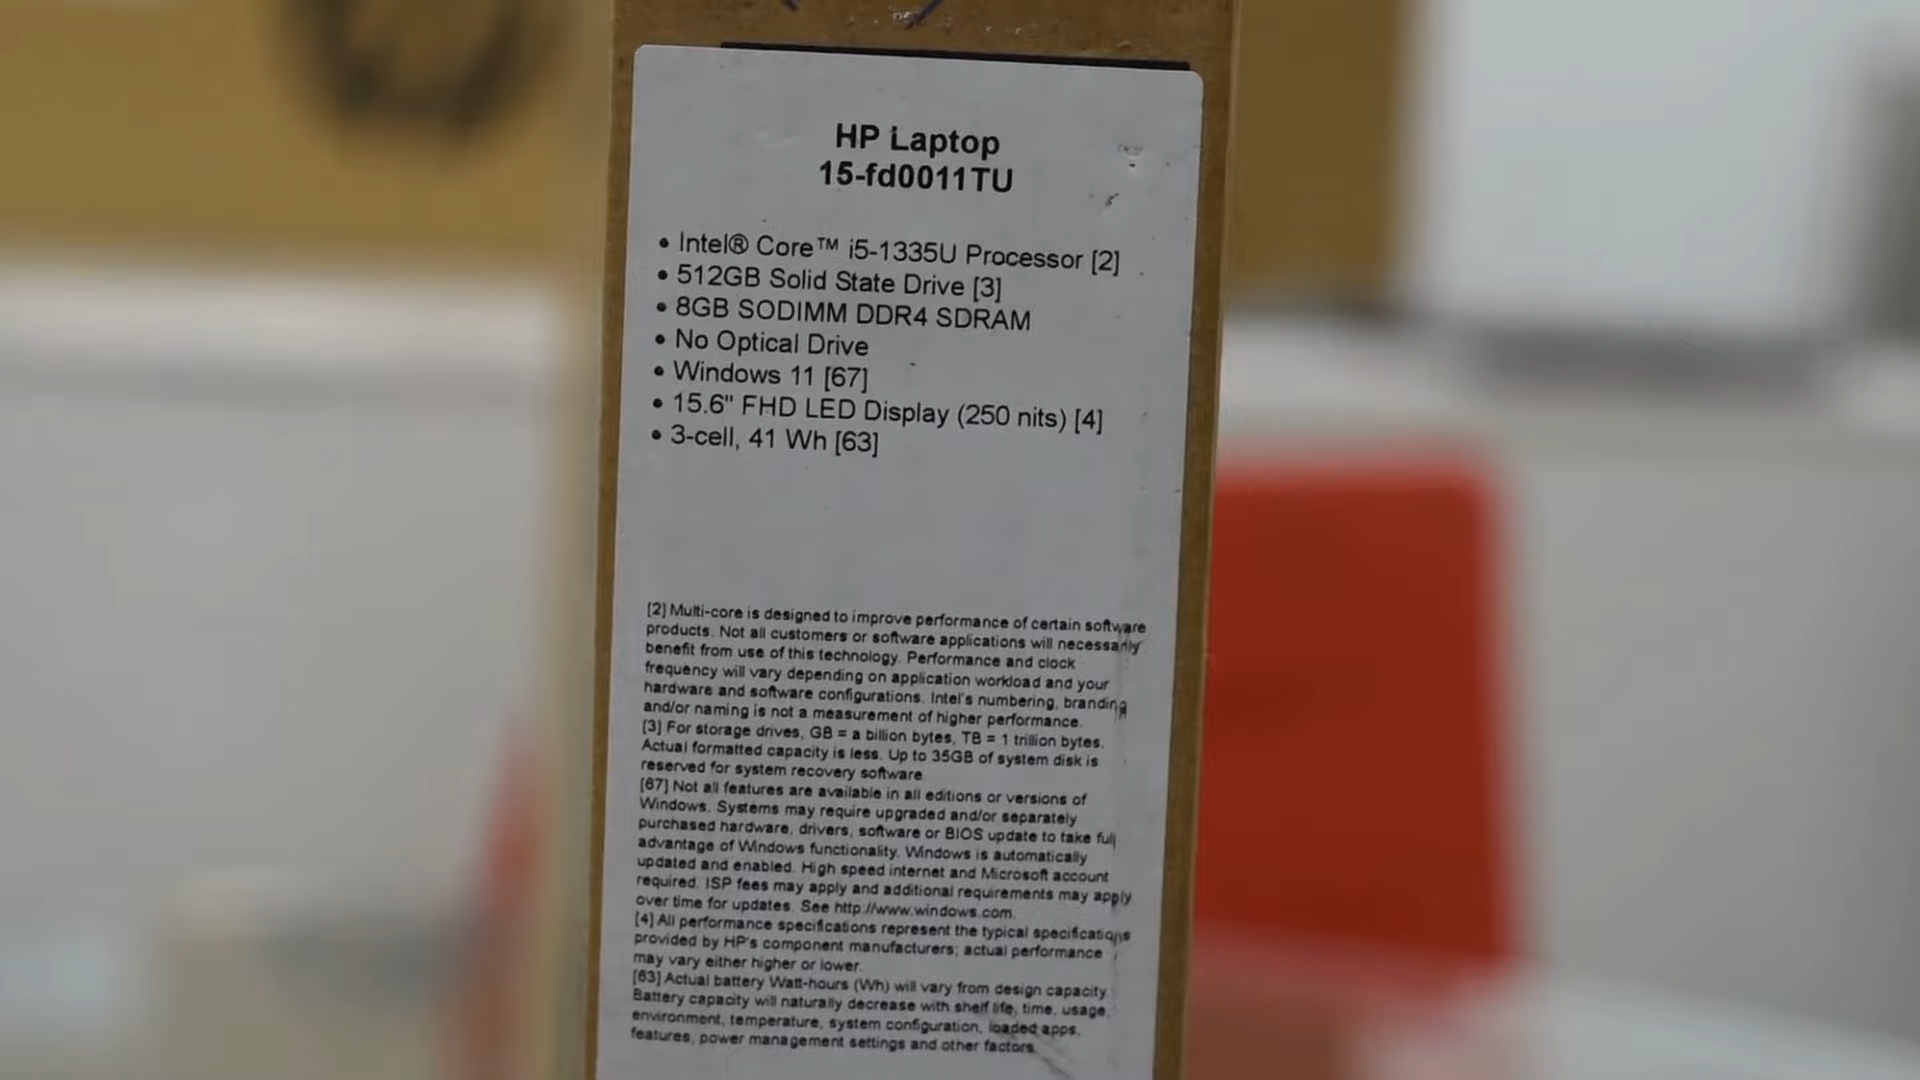 HP Laptop
15-fd0011TU
• Intel® Core™ i5-1335U Processor [2]
• 512GB Solid State Drive [3]
• 8GB SODIMM DDR4 SDRAM
• No Optical Drive
• Windows 11 [67]
• 15.6" FHD LED Display (250 nits) [4]
• 3-cell, 41 Wh [63]
[2] Multi-core is designed to improve performance of certain software
products. Not all customers or software applications will necessarily
benefit from use of this technology. Performance and clock
frequency will vary depending on application workload and your
hardware and software configurations. Intel's numbering, branding
and/or naming is not a measurement of higher performance.
[3] For storage drives, GB = a billion bytes, TB = 1 trillion bytes.
Actual formatted capacity is less. Up to 35GB of system disk is
reserved for system recovery software
[67] Not all features are available in all editions or versions of
Windows. Systems may require upgraded and/or separately
purchased hardware, drivers, software or BIOS update to take full
advantage of Windows functionality. Windows is automatically
updated and enabled. High speed internet and Microsoft account
required. ISP fees may apply and additional requirements may apply
over time for updates. See http://www.windows.com.
[4] All performance specifications represent the typical specifications
provided by HP's component manufacturers; actual performance
may vary either higher or lower.
[63] Actual battery Watt-hours (Wh) will vary from design capacity.
Battery capacity will naturally decrease with shelf life, time, usage,
environment, temperature, system configuration, loaded apps,
features, power management settings and other factors.